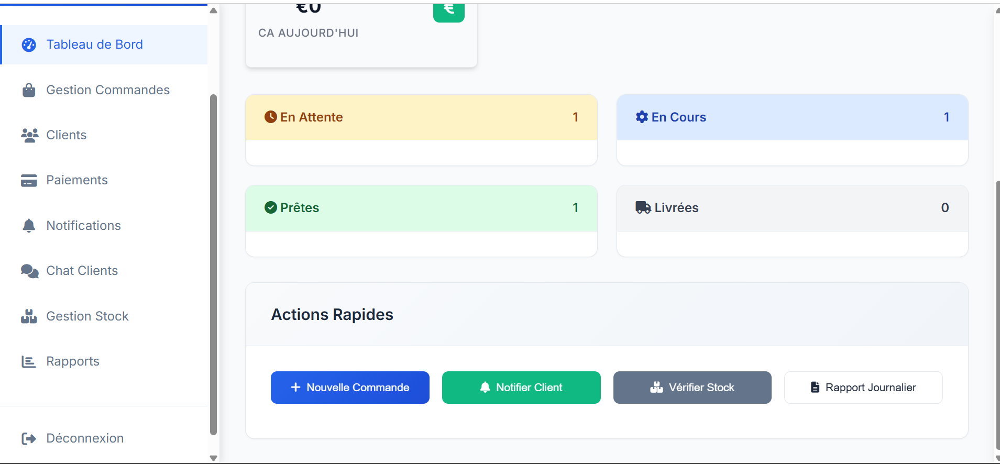 €0
€
CA AUJOURD'HUI
Tableau de Bord
Gestion Commandes
Clients
Paiements
Notifications
Chat Clients
Gestion Stock
Rapports
Déconnexion
En Attente 1
En Cours 1
Prêtes 1
Livrées 0
Actions Rapides
Nouvelle Commande
Notifier Client
Vérifier Stock
Rapport Journalier